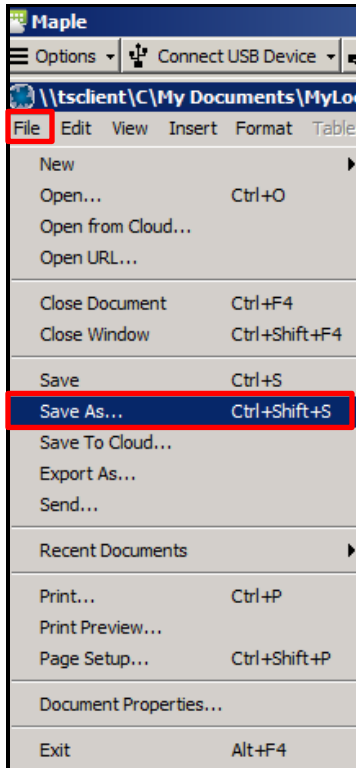 Maple
Options Connect USB Device
\\tsclient\C\My Documents\MyLo
File Edit View Insert Format Table
New
Open... Ctrl+O
Open from Cloud...
Open URL...
Close Document Ctrl+F4
Close Window Ctrl+Shift+F4
Save Ctrl+S
Save As... Ctrl+Shift+S
Save To Cloud...
Export As...
Send...
Recent Documents
Print... Ctrl+P
Print Preview...
Page Setup... Ctrl+Shift+P
Document Properties...
Exit Alt+F4